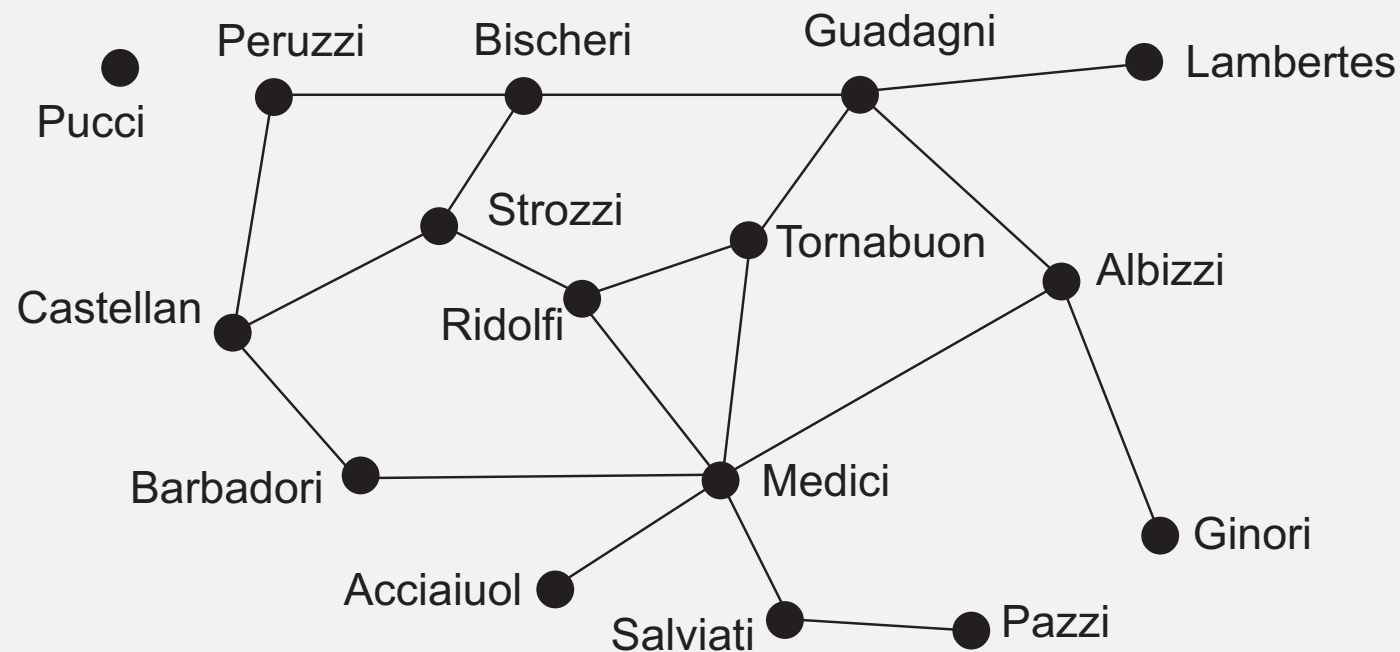 Peruzzi
Bischeri
Guadagni
Lambertes
Pucci
Strozzi
Tornabuon
Albizzi
Castellan
Ridolfi
Barbadori
Medici
Ginori
Acciaiuol
Salviati
Pazzi